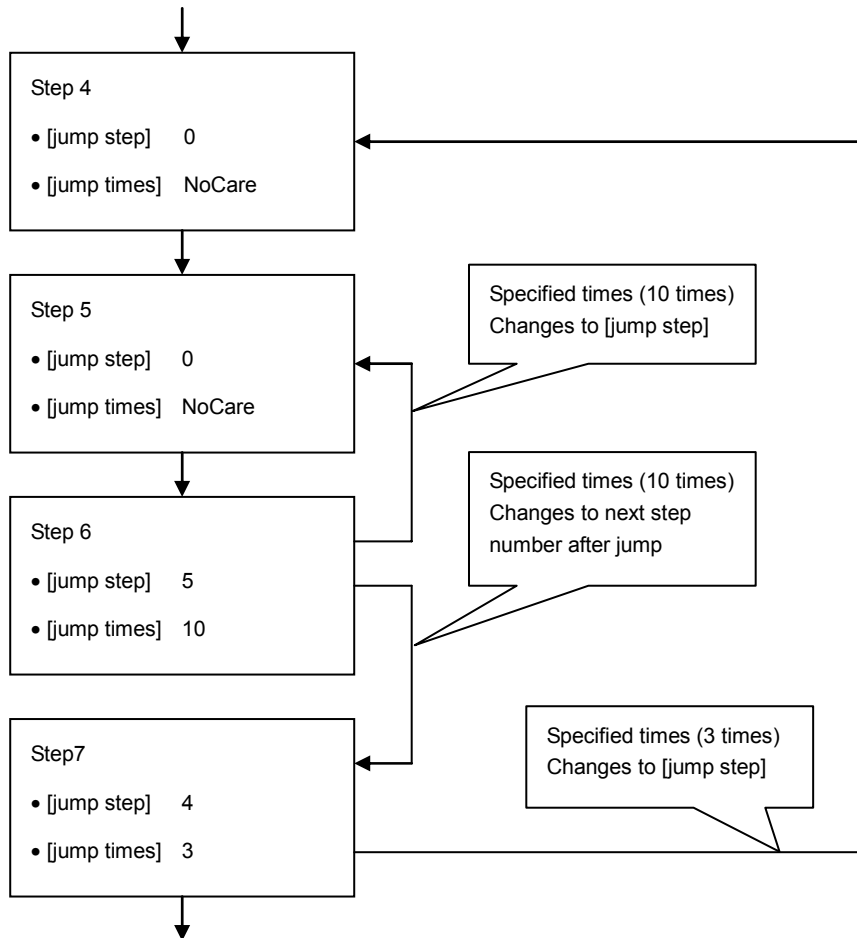 Step 4
• [jump step] 0
• [jump times] NoCare
Step 5
• [jump step] 0
• [jump times] NoCare
Specified times (10 times)
Changes to [jump step]
Step 6
• [jump step] 5
• [jump times] 10
Specified times (10 times)
Changes to next step
number after jump
Step7
• [jump step] 4
• [jump times] 3
Specified times (3 times)
Changes to [jump step]